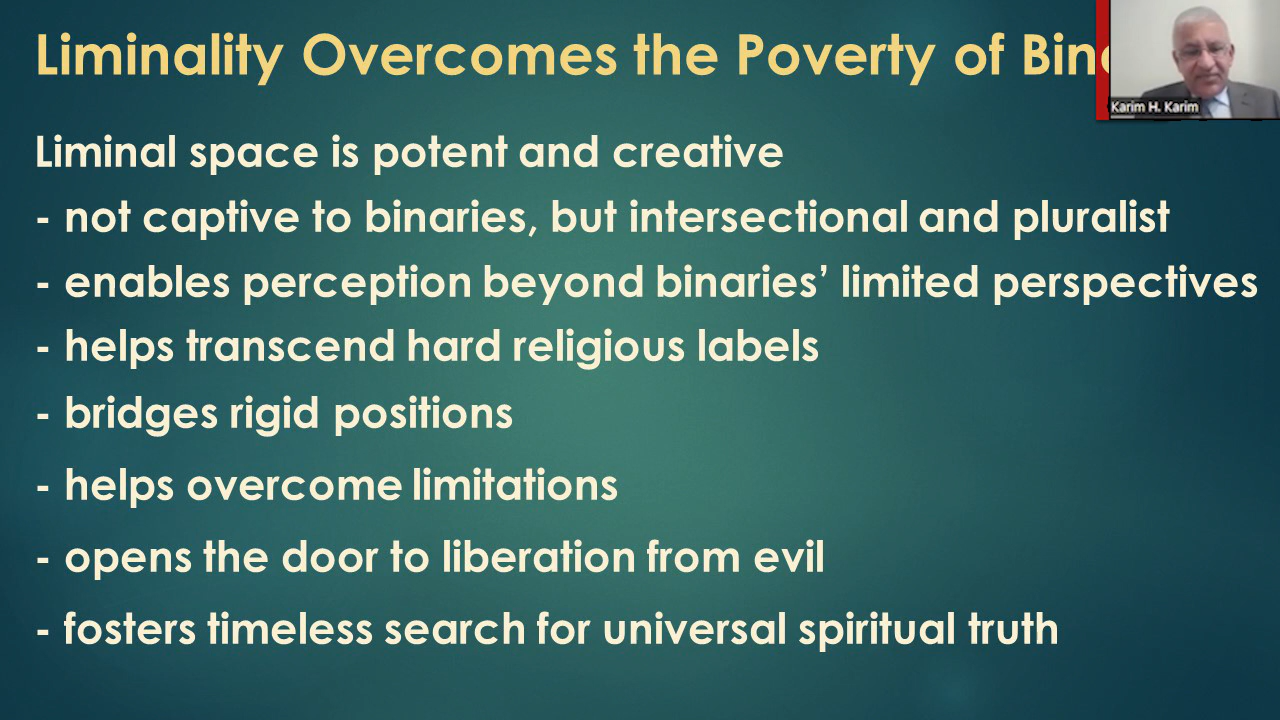 Liminality Overcomes the Poverty of
Karim H. Karim
Liminal space is potent and creative
- not captive to binaries, but intersectional and pluralist
- enables perception beyond binaries’ limited perspectives
- helps transcend hard religious labels
- bridges rigid positions
- helps overcome limitations
- opens the door to liberation from evil
- fosters timeless search for universal spiritual truth